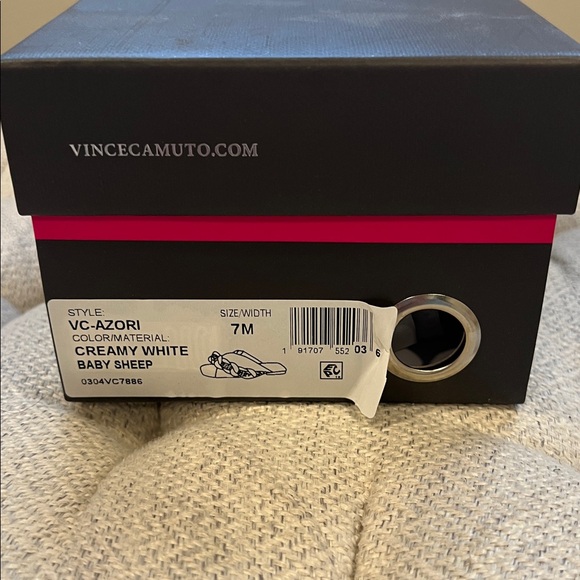 VINCECAMUTO.COM
STYLE:
VC-AZORI
COLOR/MATERIAL:
CREAMY WHITE
BABY SHEEP
0304VC7886
SIZE/WIDTH
7M
1 91707 552 03 6